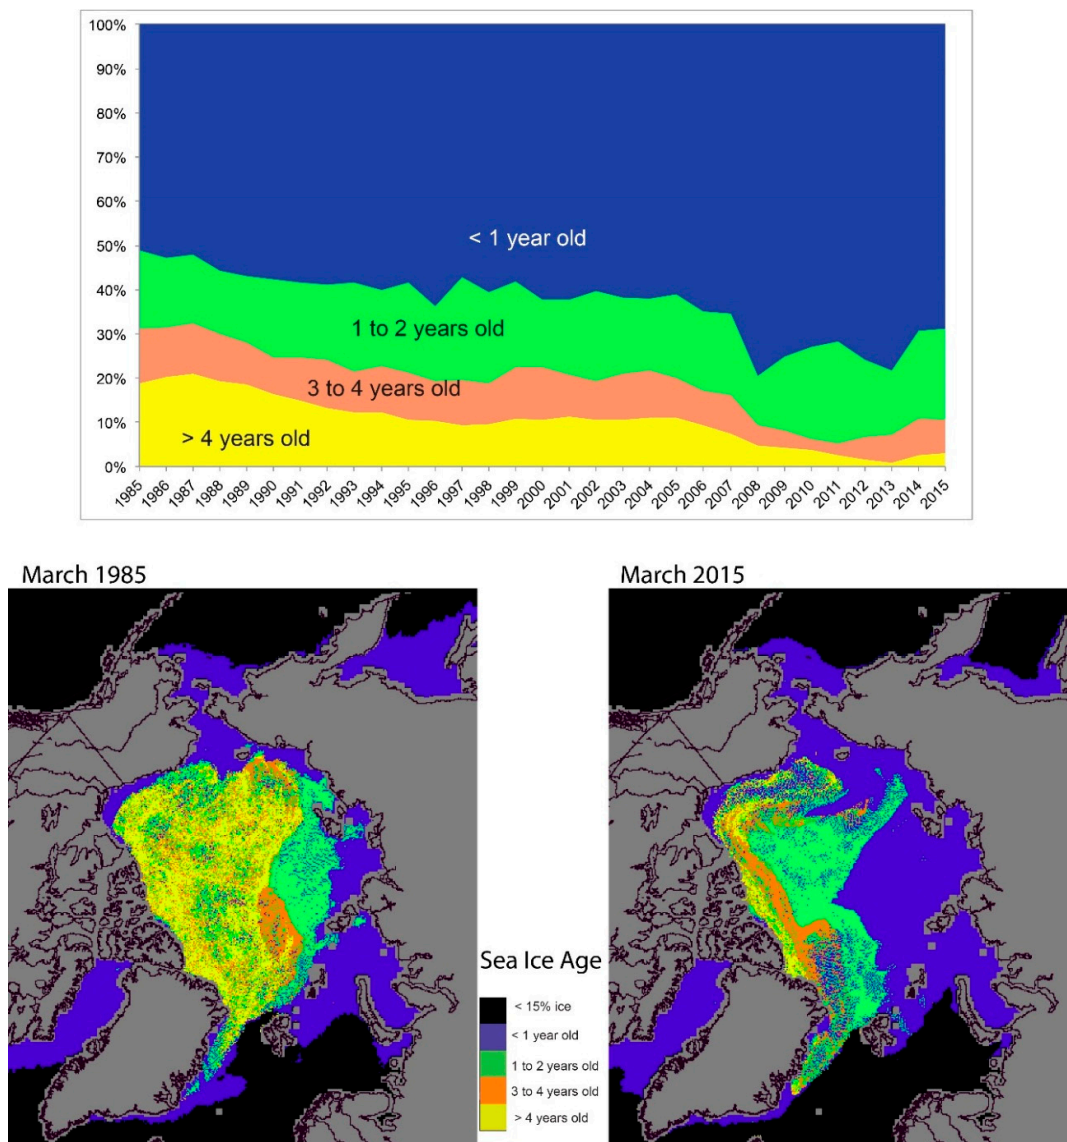 100%
90%
80%
70%
60%
50%
40%
30%
20%
10%
0%
< 1 year old
1 to 2 years old
3 to 4 years old
> 4 years old
1985 1986 1987 1988 1989 1990 1991 1992 1993 1994 1995 1996 1997 1998 1999 2000 2001 2002 2003 2004 2005 2006 2007 2008 2009 2010 2011 2012 2013 2014 2015
March 1985
March 2015
Sea Ice Age
< 15% ice
< 1 year old
1 to 2 years old
3 to 4 years old
> 4 years old